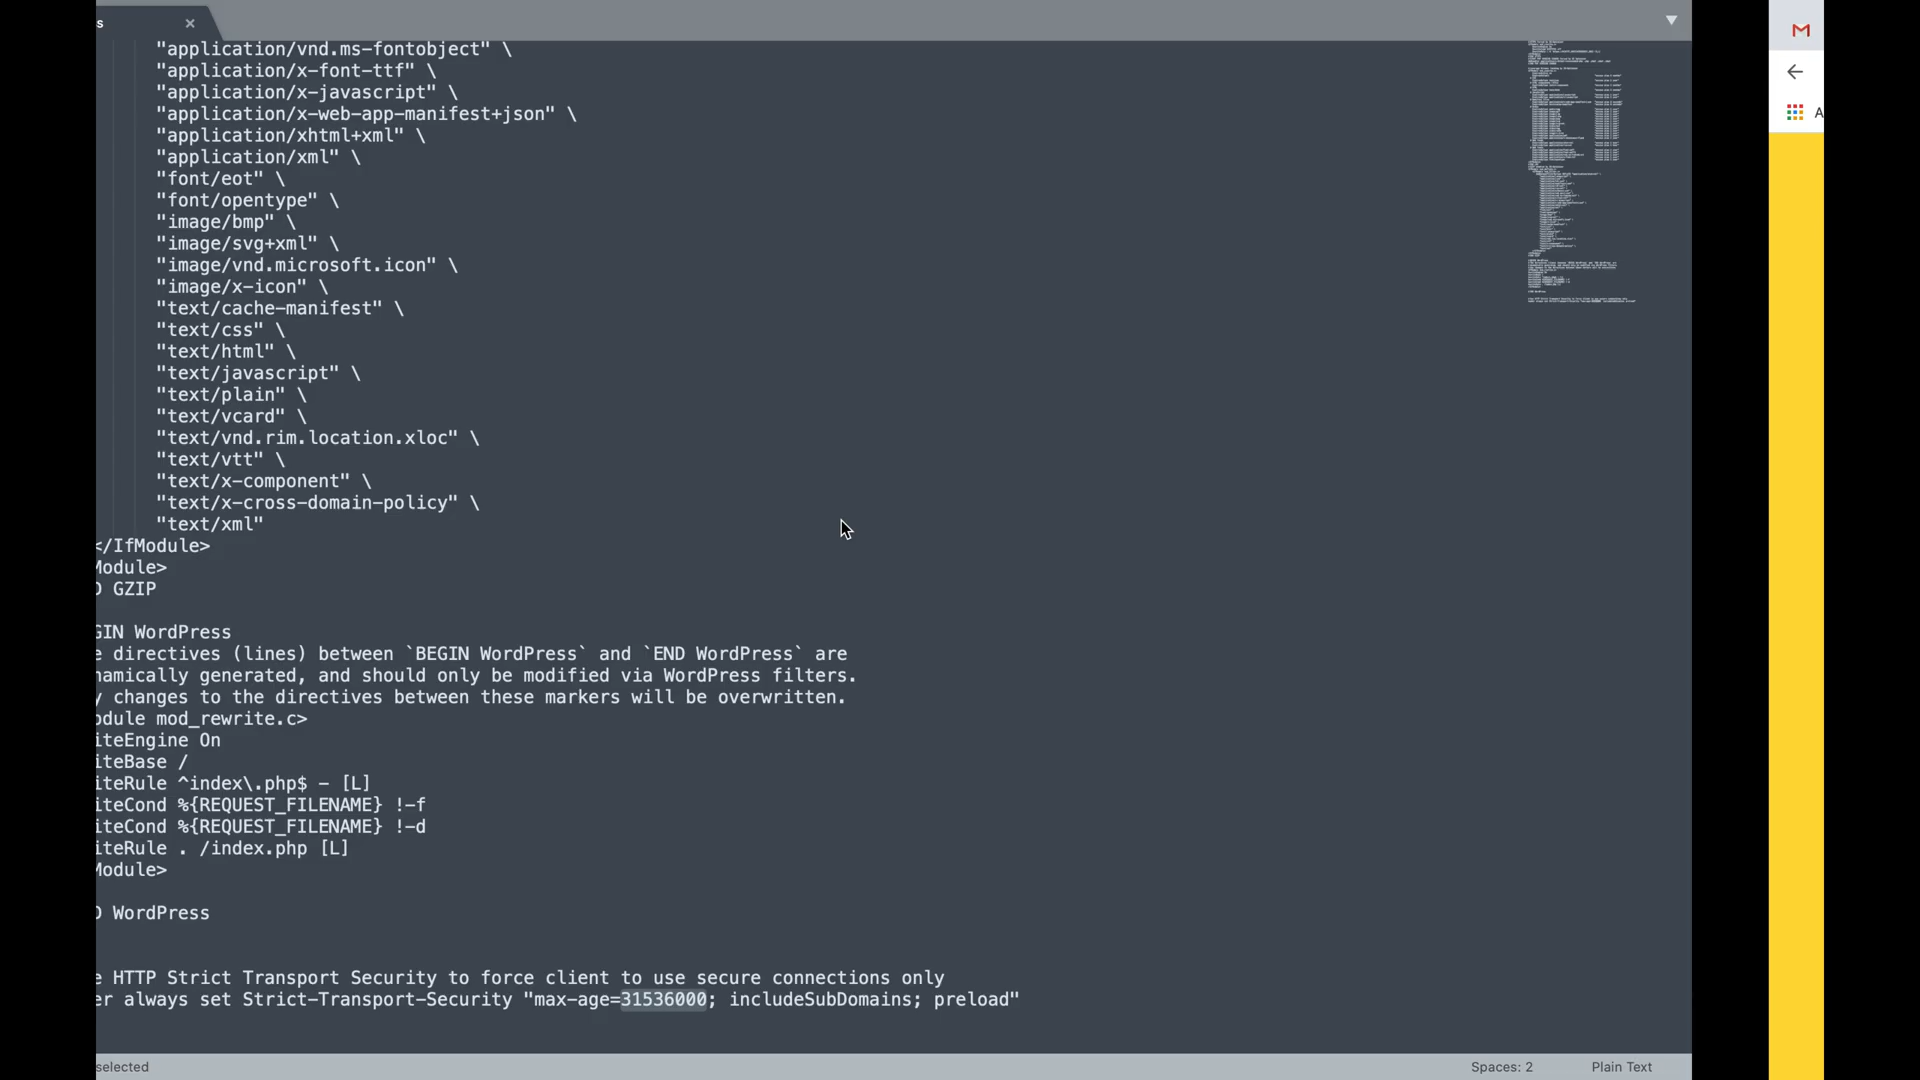 s ×
"application/vnd.ms-fontobject" \
"application/x-font-ttf" \
"application/x-javascript" \
"application/x-web-app-manifest+json" \
"application/xhtml+xml" \
"application/xml" \
"font/eot" \
"font/opentype" \
"image/bmp" \
"image/svg+xml" \
"image/vnd.microsoft.icon" \
"image/x-icon" \
"text/cache-manifest" \
"text/css" \
"text/html" \
"text/javascript" \
"text/plain" \
"text/vcard" \
"text/vnd.rim.location.xloc" \
"text/vtt" \
"text/x-component" \
"text/x-cross-domain-policy" \
"text/xml"
</IfModule>
Module>
D GZIP
GIN WordPress
e directives (lines) between `BEGIN WordPress` and `END WordPress` are
namically generated, and should only be modified via WordPress filters.
y changes to the directives between these markers will be overwritten.
odule mod_rewrite.c>
iteEngine On
iteBase /
iteRule ^index\.php$ - [L]
iteCond %{REQUEST_FILENAME} !-f
iteCond %{REQUEST_FILENAME} !-d
iteRule . /index.php [L]
Module>
D WordPress
e HTTP Strict Transport Security to force client to use secure connections only
er always set Strict-Transport-Security "max-age=31536000; includeSubDomains; preload"
selected
Spaces: 2
Plain Text
A